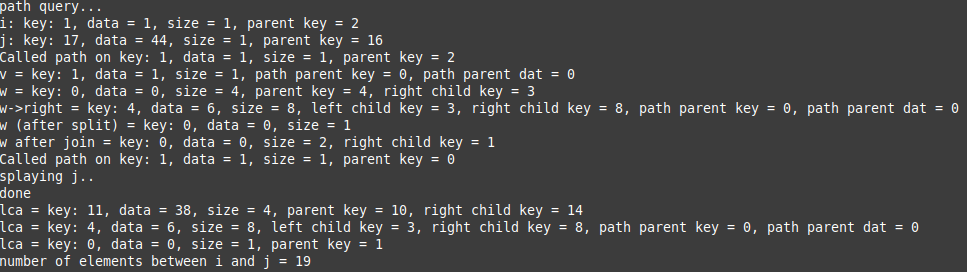 path query...
i: key: 1, data = 1, size = 1, parent key = 2
j: key: 17, data = 44, size = 1, parent key = 16
Called path on key: 1, data = 1, size = 1, parent key = 2
v = key: 1, data = 1, size = 1, path parent key = 0, path parent dat = 0
w = key: 0, data = 0, size = 4, parent key = 4, right child key = 3
w->right = key: 4, data = 6, size = 8, left child key = 3, right child key = 8, path parent key = 0, path parent dat = 0
w (after split) = key: 0, data = 0, size = 1
w after join = key: 0, data = 0, size = 2, right child key = 1
Called path on key: 1, data = 1, size = 1, parent key = 0
splaying j..
done
lca = key: 11, data = 38, size = 4, parent key = 10, right child key = 14
lca = key: 4, data = 6, size = 8, left child key = 3, right child key = 8, path parent key = 0, path parent dat = 0
lca = key: 0, data = 0, size = 1, parent key = 1
number of elements between i and j = 19